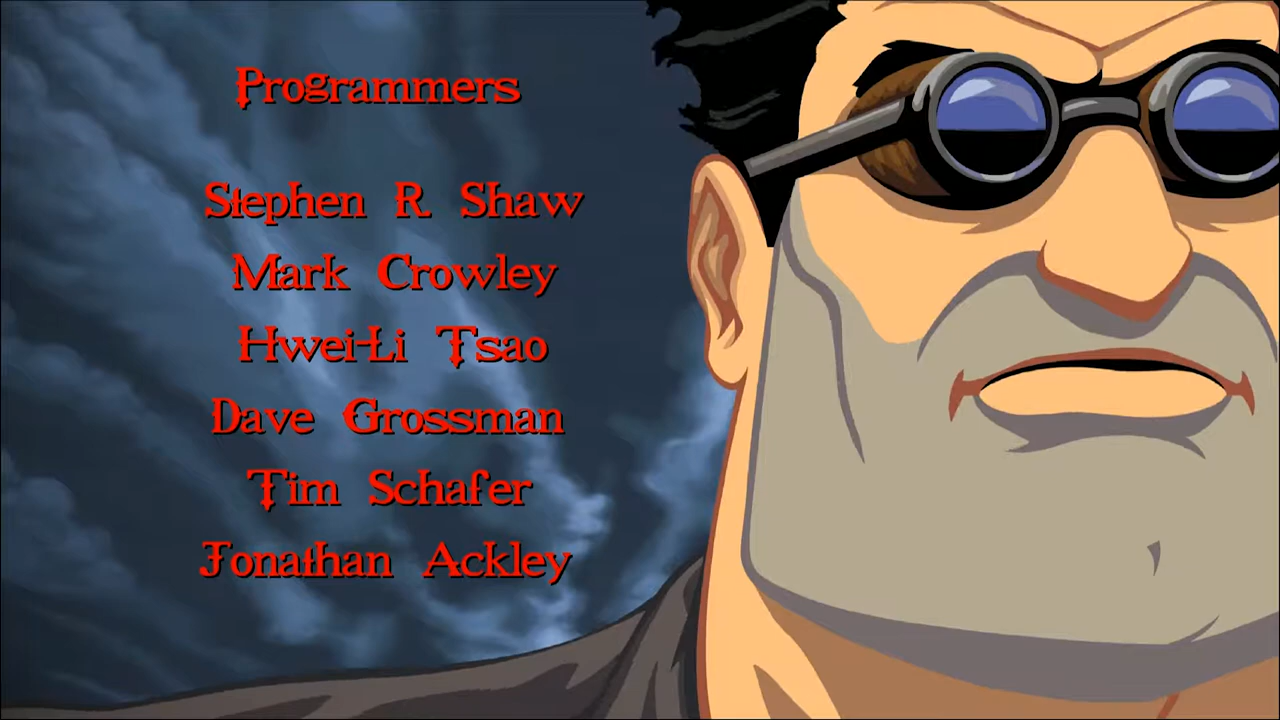 Programmers
Stephen R. Shaw
Mark Crowley
Hwei-Li Tsao
Dave Grossman
Tim Schafer
Jonathan Ackley